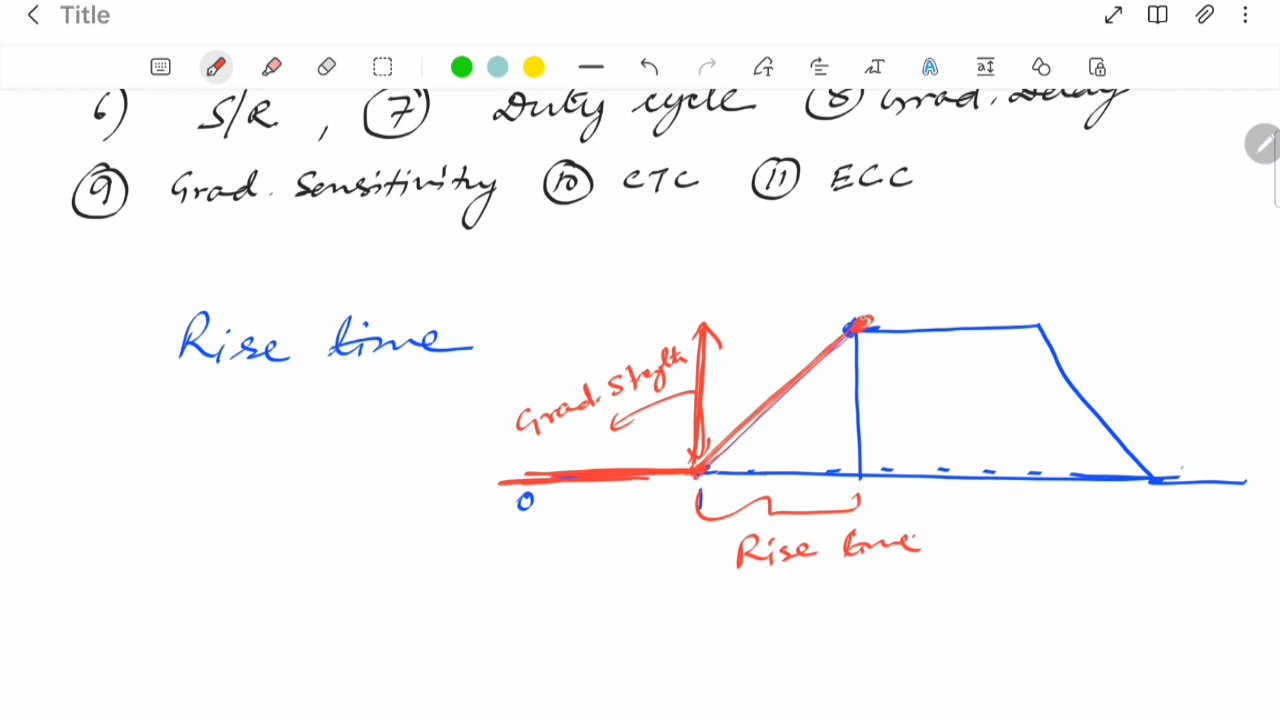 Title
6) S/R , (7) Duty cycle (8) Grad. Delay
(9) Grad. Sensitivity (10) CTC (11) ECC
Rise time
Grad. Stegth
0
Rise time